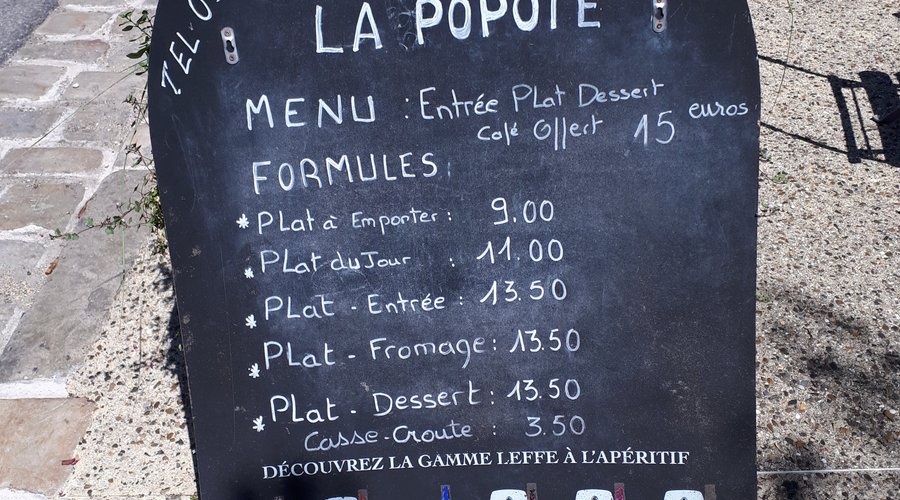 TEL
LA POPOTE
MENU : Entrée Plat Dessert
Café Offert 15 euros
FORMULES:
* PLat à Emporter : 9.00
* PLat du Jour : 11.00
* PLat - Entrée : 13.50
* PLat - Fromage : 13.50
* PLat - Dessert : 13.50
Casse-Croute : 3.50
DÉCOUVREZ LA GAMME LEFFE À L'APÉRITIF